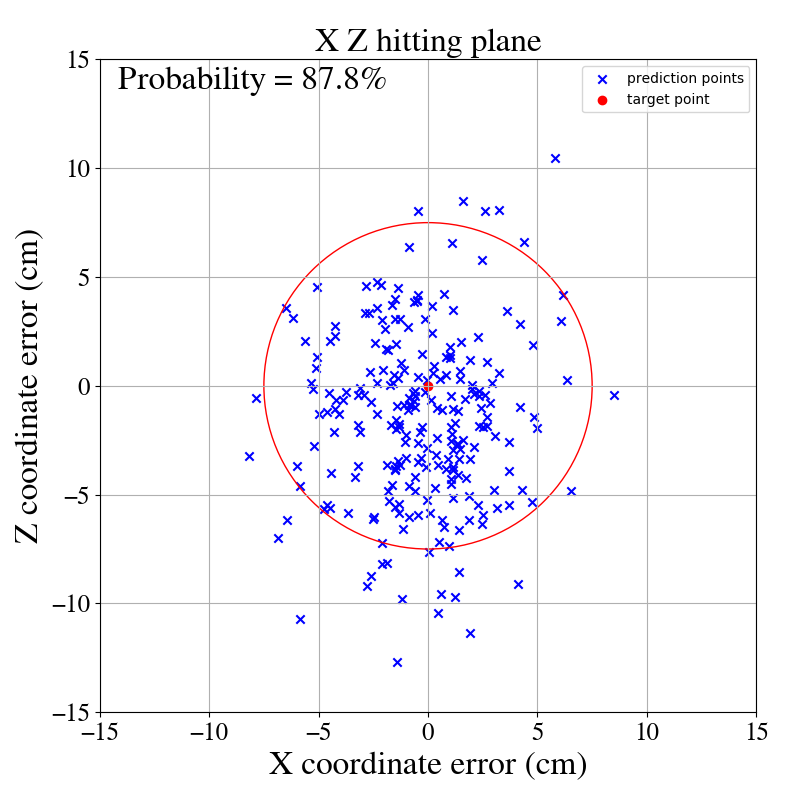 X Z hitting plane
Probability = 87.8%
prediction points
target point
15
10
5
0
−5
−10
−15
Z coordinate error (cm)
−15
−10
−5
0
5
10
15
X coordinate error (cm)